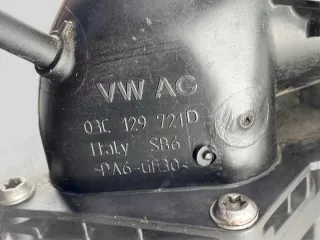 VW AG
03C 129 721D
Italy SB6
>PA6-GF30<